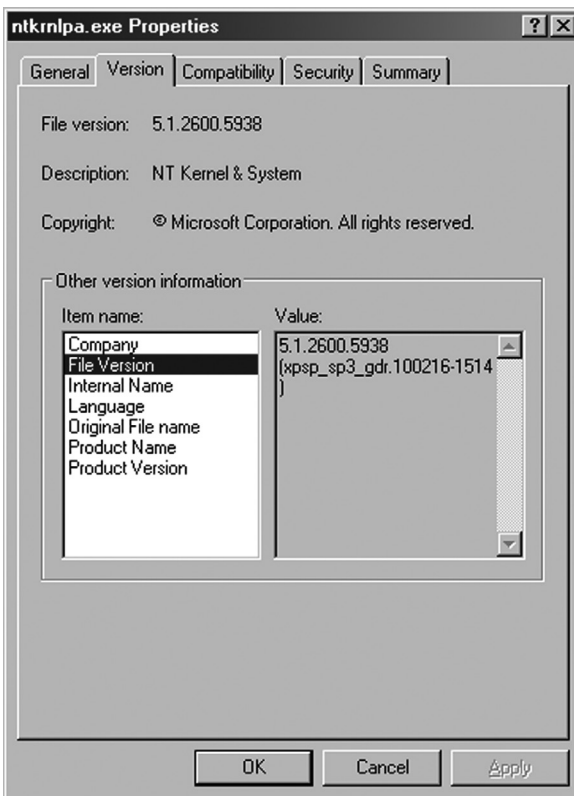 ntkrnlpa.exe Properties
General Version Compatibility Security Summary
File version: 5.1.2600.5938
Description: NT Kernel & System
Copyright: © Microsoft Corporation. All rights reserved.
Other version information
Item name: Value:
Company
File Version
Internal Name
Language
Original File name
Product Name
Product Version
5.1.2600.5938
(xpsp_sp3_gdr.100216-1514
)
OK Cancel Apply